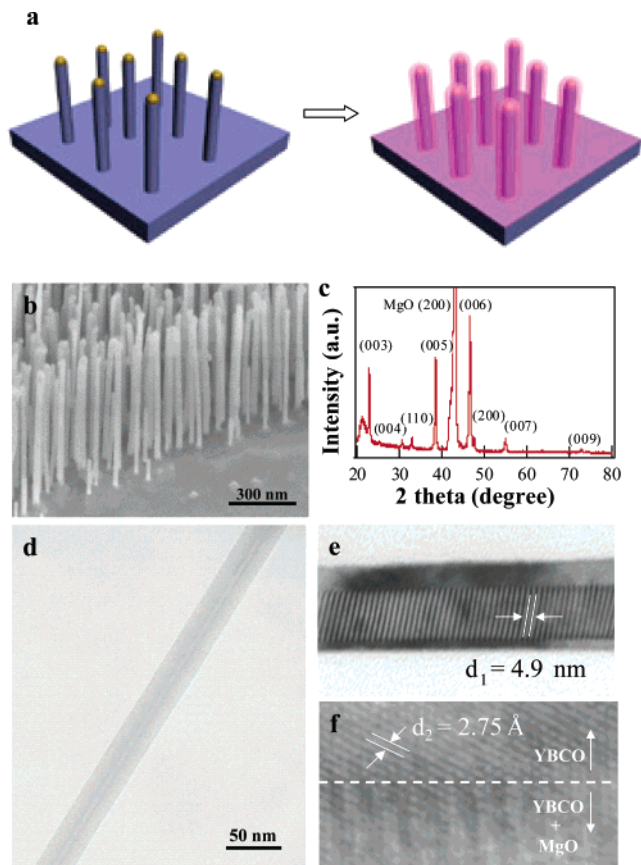 a
b
300 nm
c
Intensity (a.u.)
MgO (200)
(006)
(003)
(005)
(004)
(110)
(200)
(007)
(009)
20 30 40 50 60 70 80
2 theta (degree)
d
50 nm
e
d1 = 4.9 nm
f
d2 = 2.75 Å
YBCO
YBCO
+
MgO